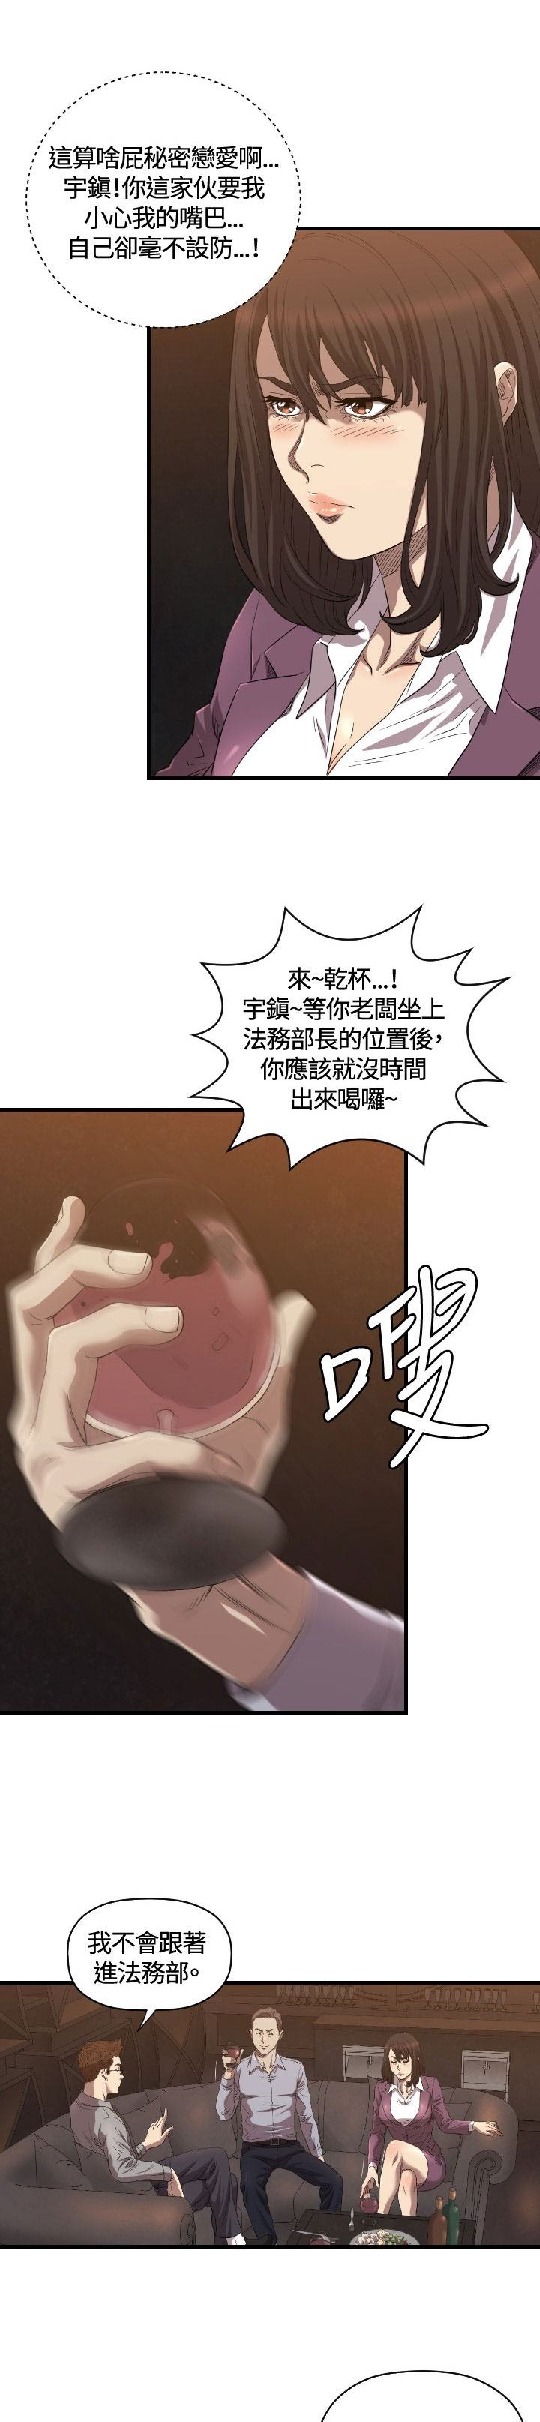 這算啥屁秘密戀愛啊...
宇鎮!你這家伙要我
小心我的嘴巴...
自己卻毫不設防...!
來~乾杯...!
宇鎮~等你老闆坐上
法務部長的位置後,
你應該就沒時間
出來喝囉~
嗖
我不會跟著
進法務部。